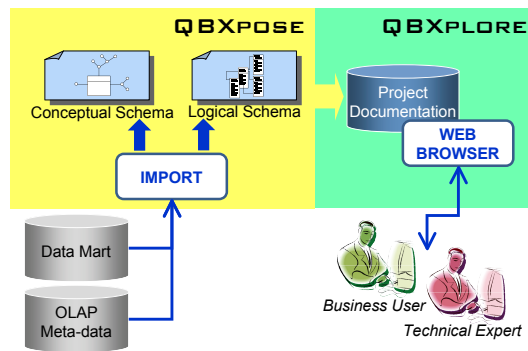 QBXPOSE
QBXPLORE
Conceptual Schema
Logical Schema
Project
Documentation
WEB
BROWSER
IMPORT
Data Mart
OLAP
Meta-data
Business User
Technical Expert